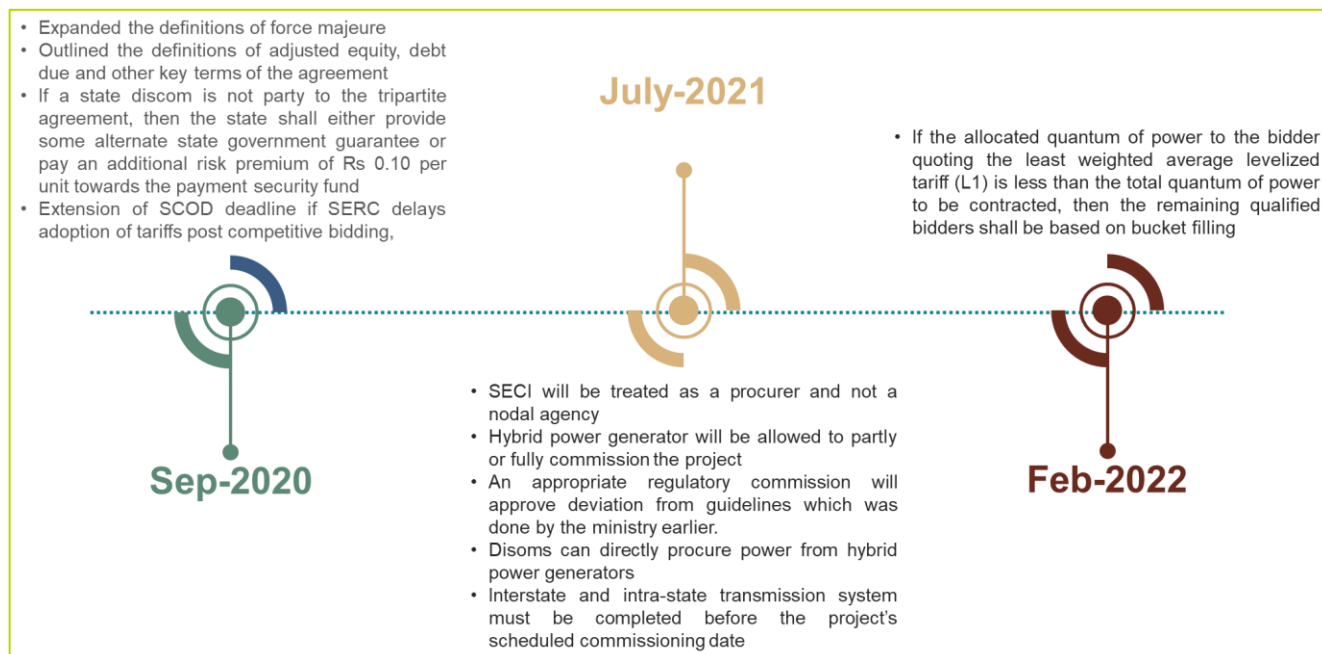 • Expanded the definitions of force majeure
• Outlined the definitions of adjusted equity, debt
due and other key terms of the agreement
• If a state discom is not party to the tripartite
agreement, then the state shall either provide
some alternate state government guarantee or
pay an additional risk premium of Rs 0.10 per
unit towards the payment security fund
• Extension of SCOD deadline if SERC delays
adoption of tariffs post competitive bidding,
Sep-2020
July-2021
• SECI will be treated as a procurer and not a
nodal agency
• Hybrid power generator will be allowed to partly
or fully commission the project
• An appropriate regulatory commission will
approve deviation from guidelines which was
done by the ministry earlier.
• Disoms can directly procure power from hybrid
power generators
• Interstate and intra-state transmission system
must be completed before the project's
scheduled commissioning date
• If the allocated quantum of power to the bidder
quoting the least weighted average levelized
tariff (L1) is less than the total quantum of power
to be contracted, then the remaining qualified
bidders shall be based on bucket filling
Feb-2022